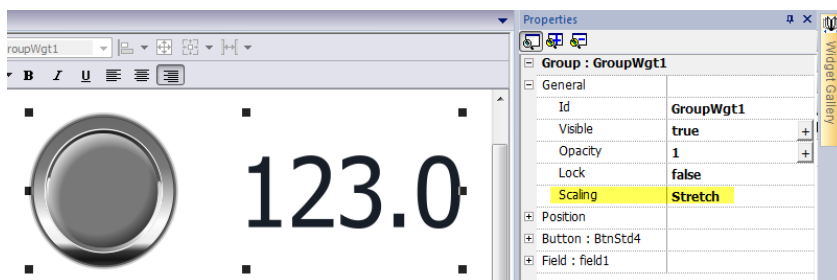 Properties
roupWgt1
B I U
Group : GroupWgt1
General
Id GroupWgt1
Visible true +
Opacity 1 +
Lock false
Scaling Stretch
Position
Button : BtnStd4
Field : field1
123.0
Widget Gallery